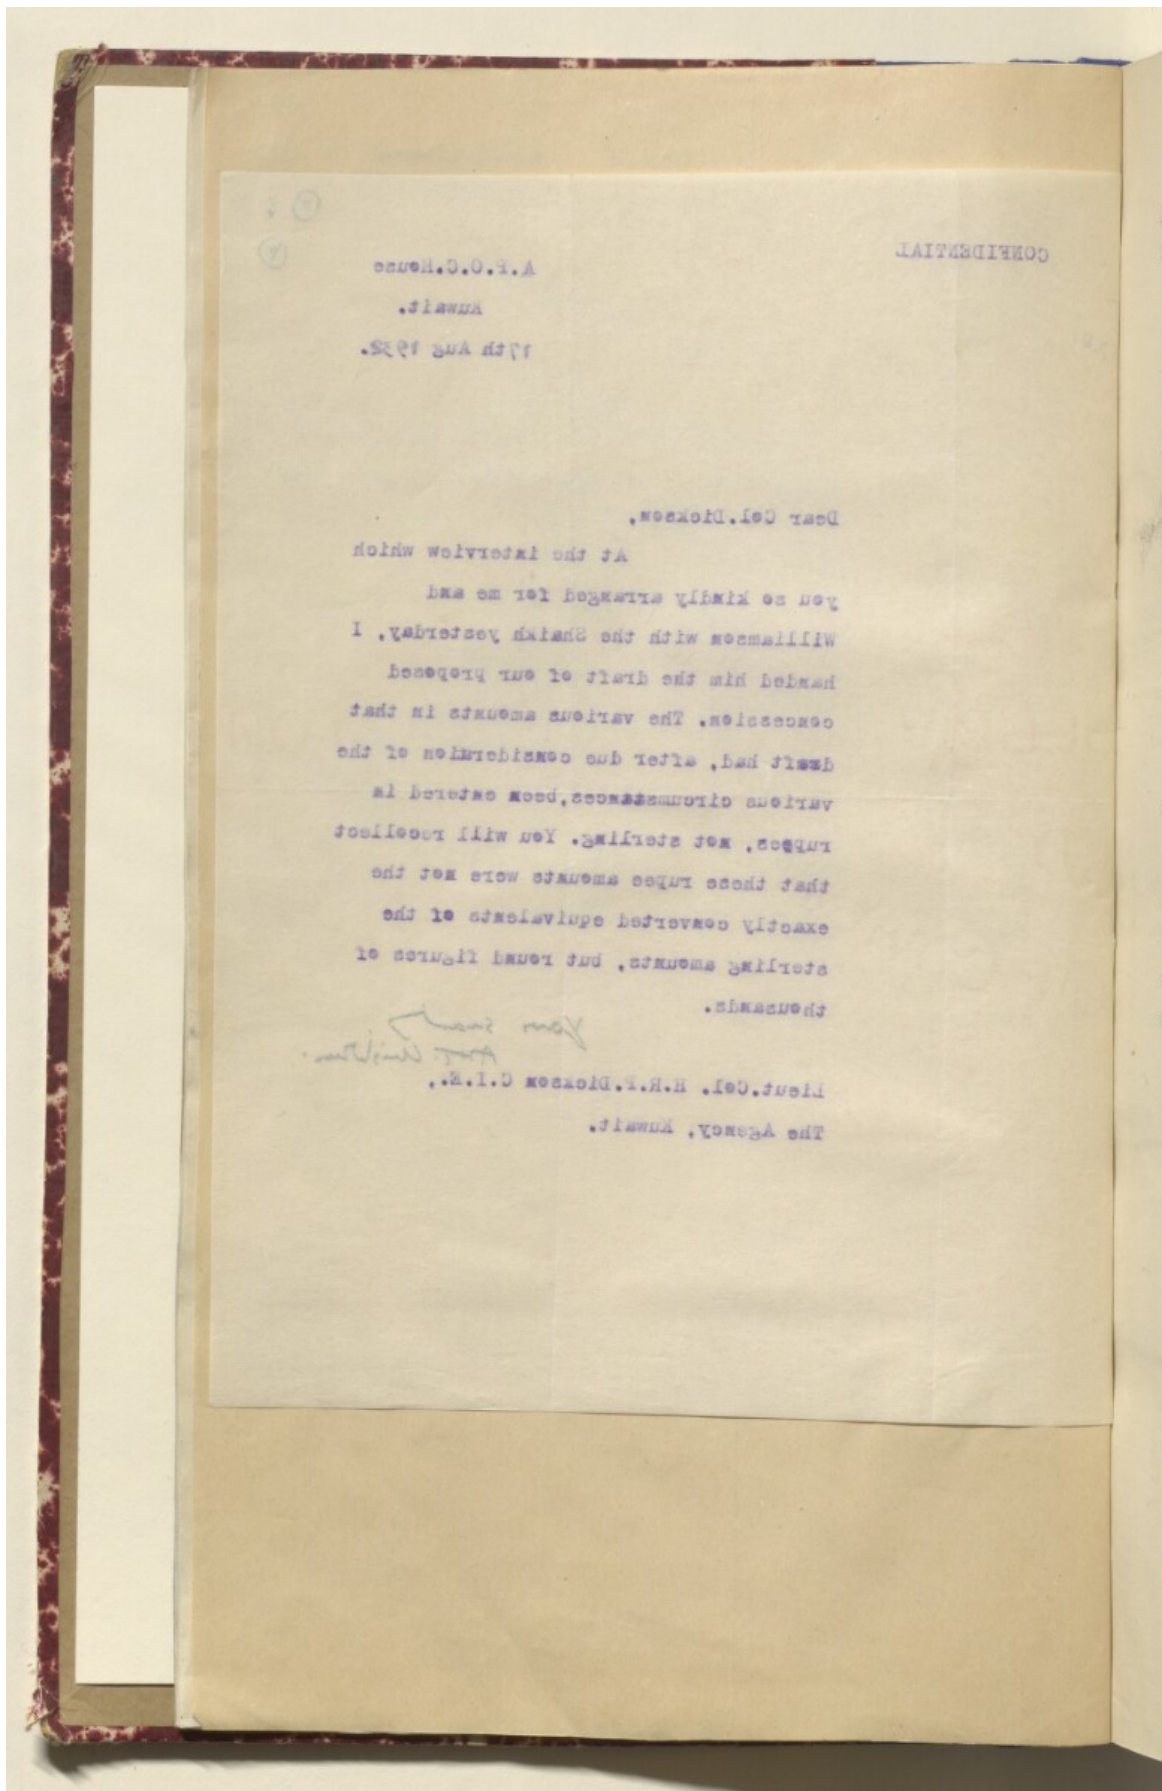 CONFIDENTIAL
A.P.O.C.House
Kuwait.
17th Aug 1932.
Dear Col.Dickson,
At the interview which
you so kindly arranged for me and
Williamson with the Shaikh yesterday, I
handed him the draft of our proposed
concession. The various amounts in that
draft had, after due consideration of the
various circumstances,been entered in
rupees, not sterling. You will recollect
that these rupee amounts were not the
exactly converted equivalents of the
sterling amounts, but round figures of
thousands.
Yours sincerely
Lieut.Col. H.R.P.Dickson C.I.E.,
The Agency, Kuwait.